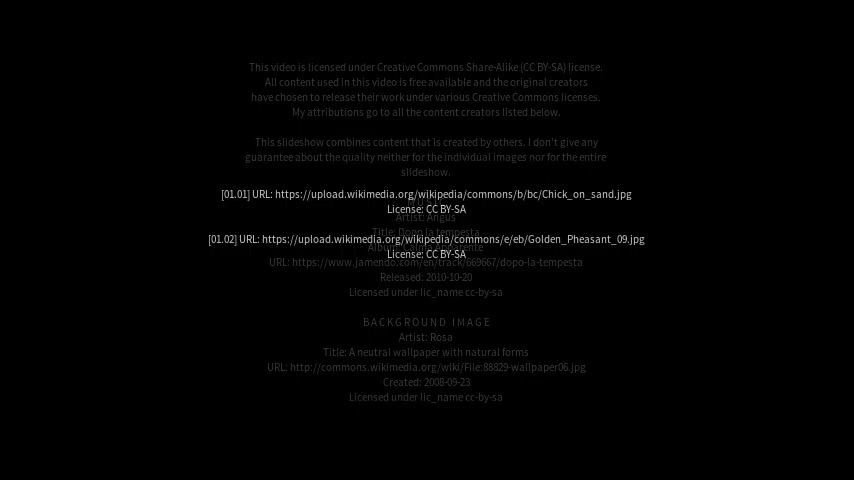 This video is licensed under Creative Commons Share-Alike (CC BY-SA) license.
All content used in this video is free available and the original creators
have chosen to release their work under various Creative Commons licenses.
My attributions go to all the content creators listed below.
This slideshow combines content that is created by others. I don't give any
guarantee about the quality neither for the individual images nor for the entire
slideshow.
[01.01] URL: https://upload.wikimedia.org/wikipedia/commons/b/bc/Chick_on_sand.jpg
License: CC BY-SA
Artist: Angus
Title: Dopo la tempesta
[01.02] URL: https://upload.wikimedia.org/wikipedia/commons/e/eb/Golden_Pheasant_09.jpg
Album: Calma Apparente
License: CC BY-SA
URL: https://www.jamendo.com/en/track/669667/dopo-la-tempesta
Released: 2010-10-20
Licensed under lic_name cc-by-sa
BACKGROUND IMAGE
Artist: Rosa
Title: A neutral wallpaper with natural forms
URL: http://commons.wikimedia.org/wiki/File:88829-wallpaper06.jpg
Created: 2008-09-23
Licensed under lic_name cc-by-sa